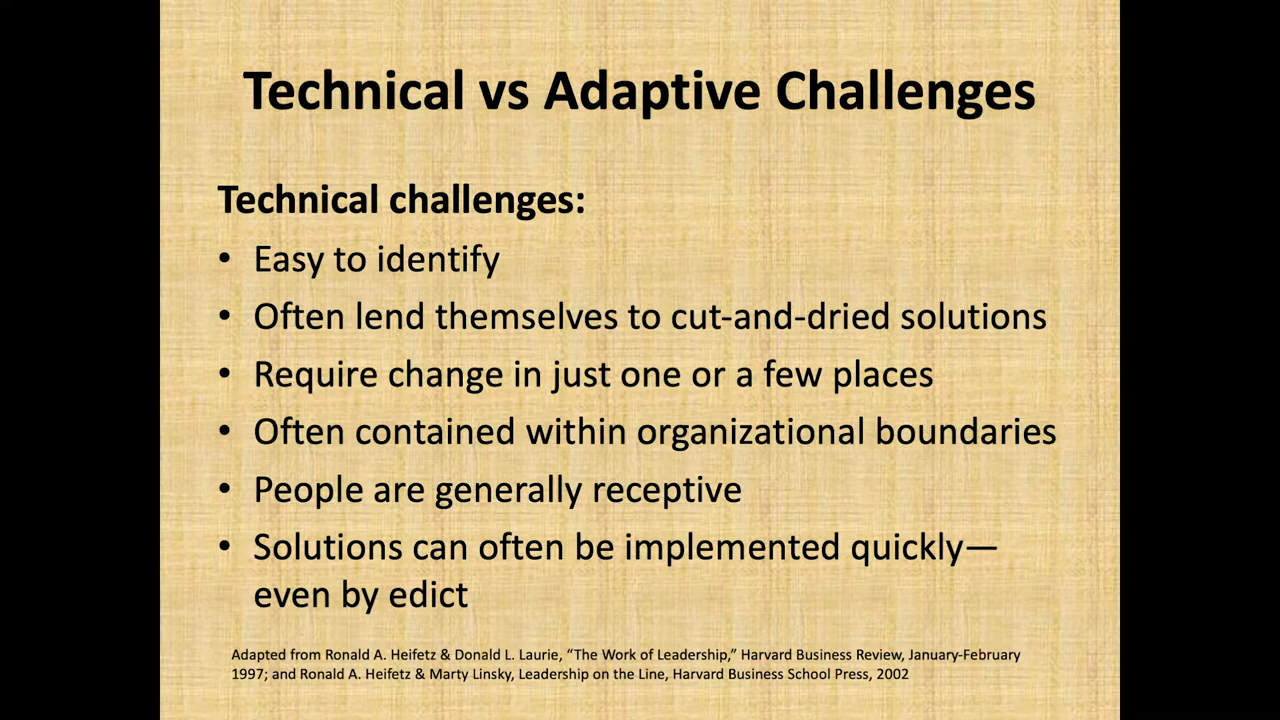 Technical vs Adaptive Challenges
Technical challenges:
• Easy to identify
• Often lend themselves to cut-and-dried solutions
• Require change in just one or a few places
• Often contained within organizational boundaries
• People are generally receptive
• Solutions can often be implemented quickly—
even by edict
Adapted from Ronald A. Heifetz & Donald L. Laurie, “The Work of Leadership,” Harvard Business Review, January-February
1997; and Ronald A. Heifetz & Marty Linsky, Leadership on the Line, Harvard Business School Press, 2002